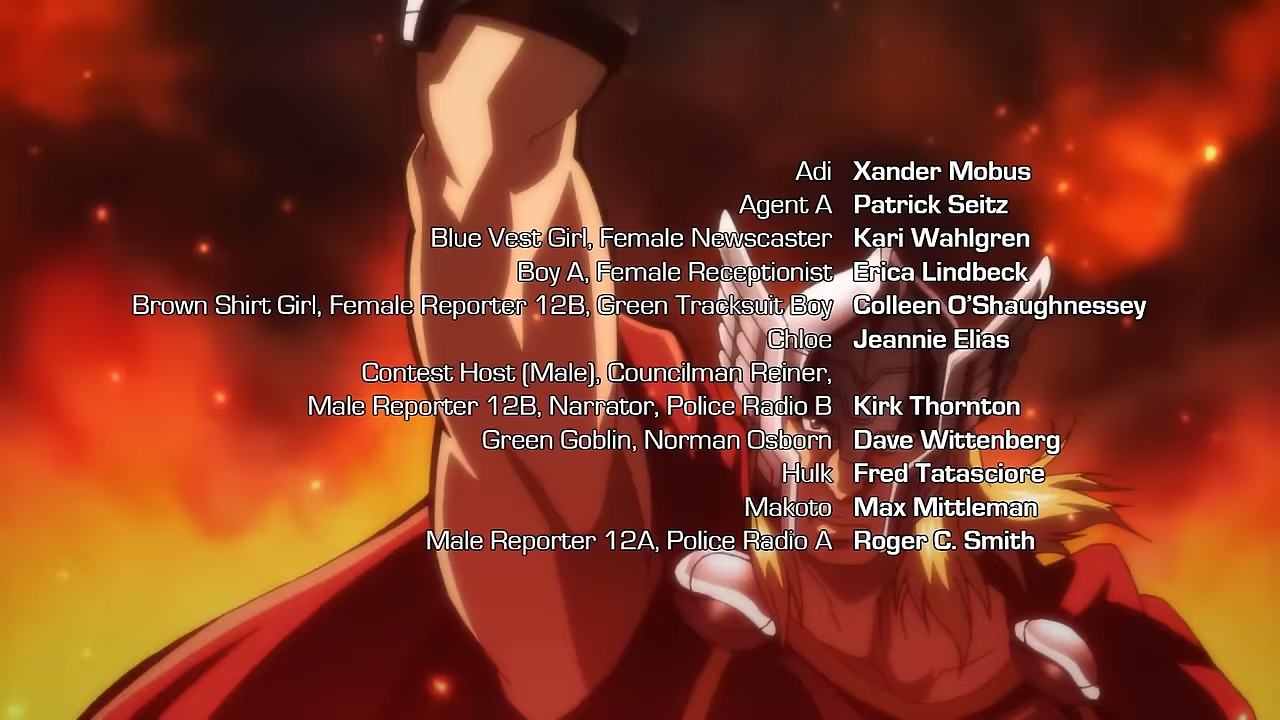 Adi Xander Mobus
Agent A Patrick Seitz
Blue Vest Girl, Female Newscaster Kari Wahlgren
Boy A, Female Receptionist Erica Lindbeck
Brown Shirt Girl, Female Reporter 12B, Green Tracksuit Boy Colleen O'Shaughnessey
Chloe Jeannie Elias
Contest Host (Male), Councilman Reiner,
Male Reporter 12B, Narrator, Police Radio B Kirk Thornton
Green Goblin, Norman Osborn Dave Wittenberg
Hulk Fred Tatasciore
Makoto Max Mittleman
Male Reporter 12A, Police Radio A Roger C. Smith